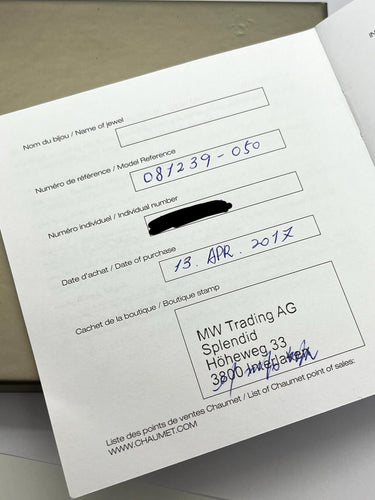 Nom du bijou / Name of jewel
Numéro de référence / Model Reference
081239-050
Numéro individuel / Individual number
Date d'achat / Date of purchase
13. APR. 2017
Cachet de la boutique / Boutique stamp
MW Trading AG
Splendid
Höheweg 33
3800 Interlaken
Liste des points de ventes Chaumet / List of Chaumet point of sales:
WWW.CHAUMET.COM